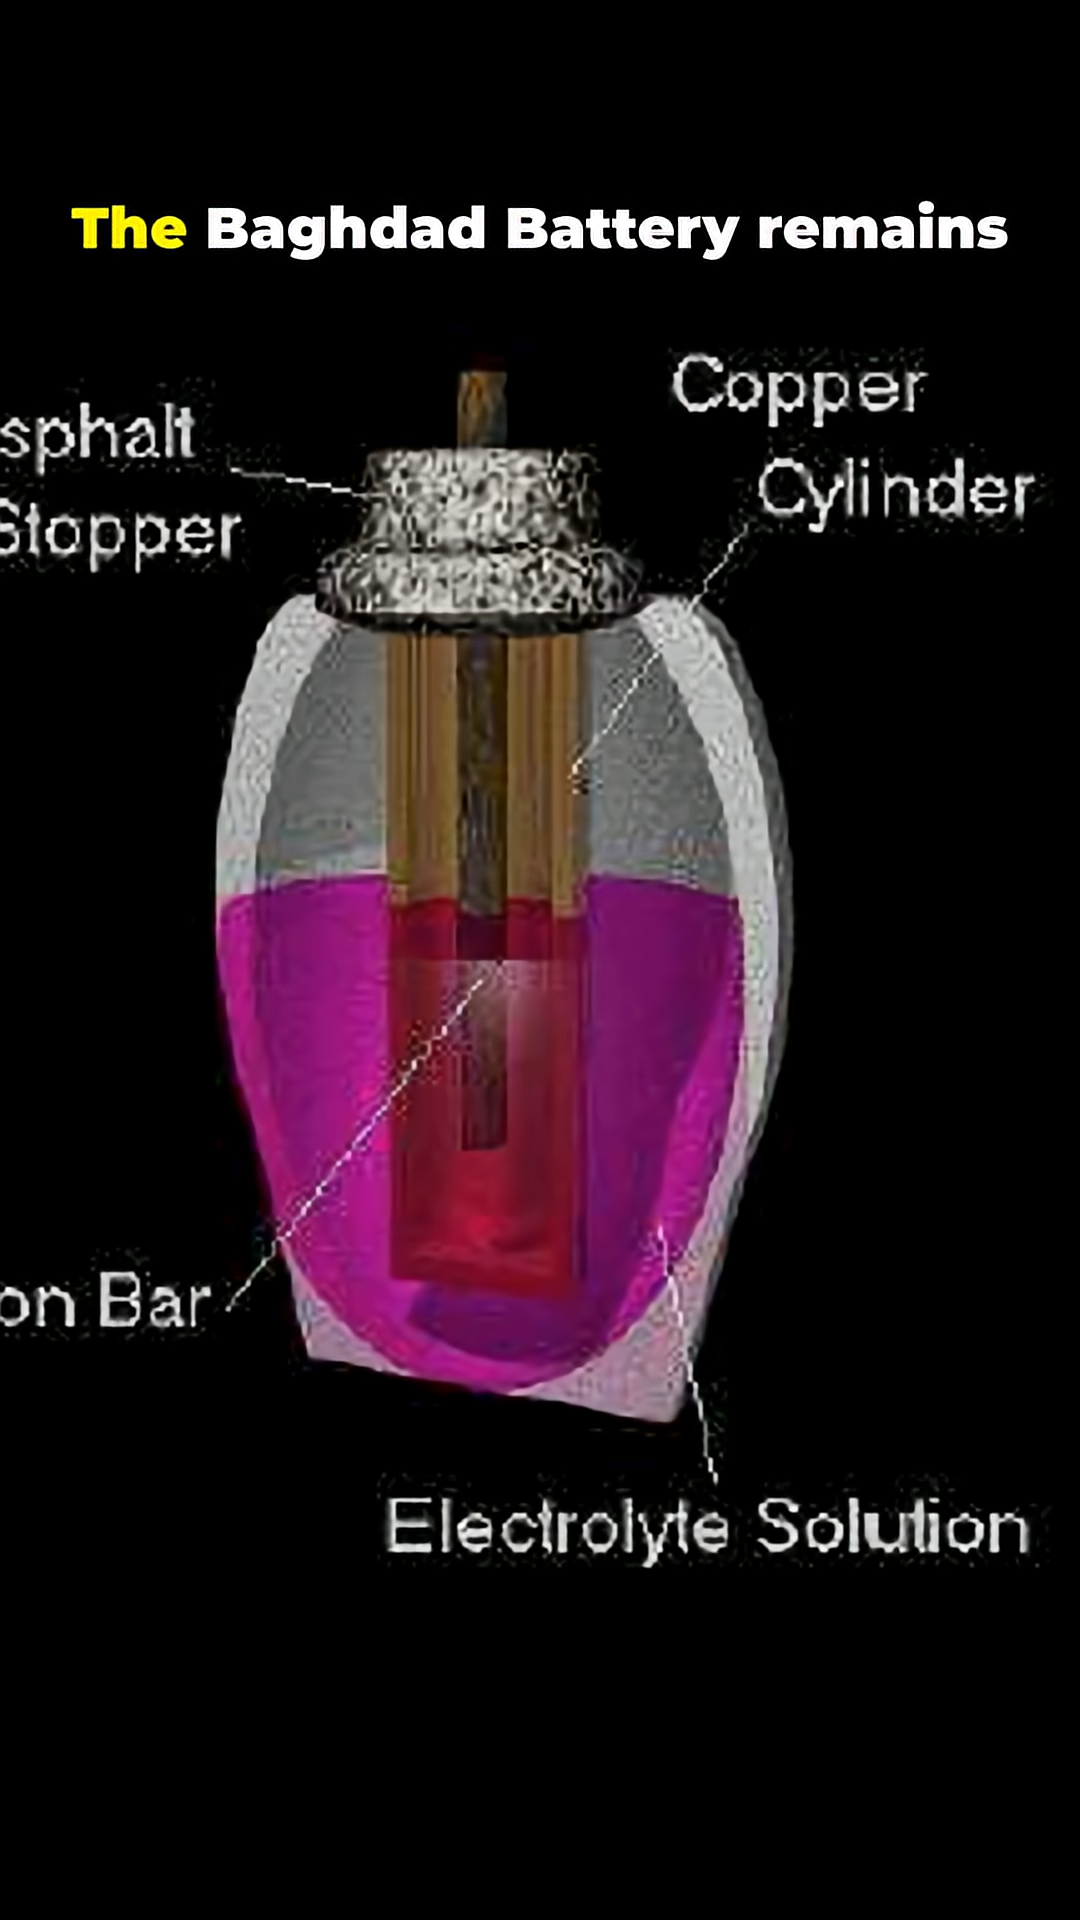 The Baghdad Battery remains
Copper
sphalt
Cylinder
Stopper
on Bar
Electrolyte Solution